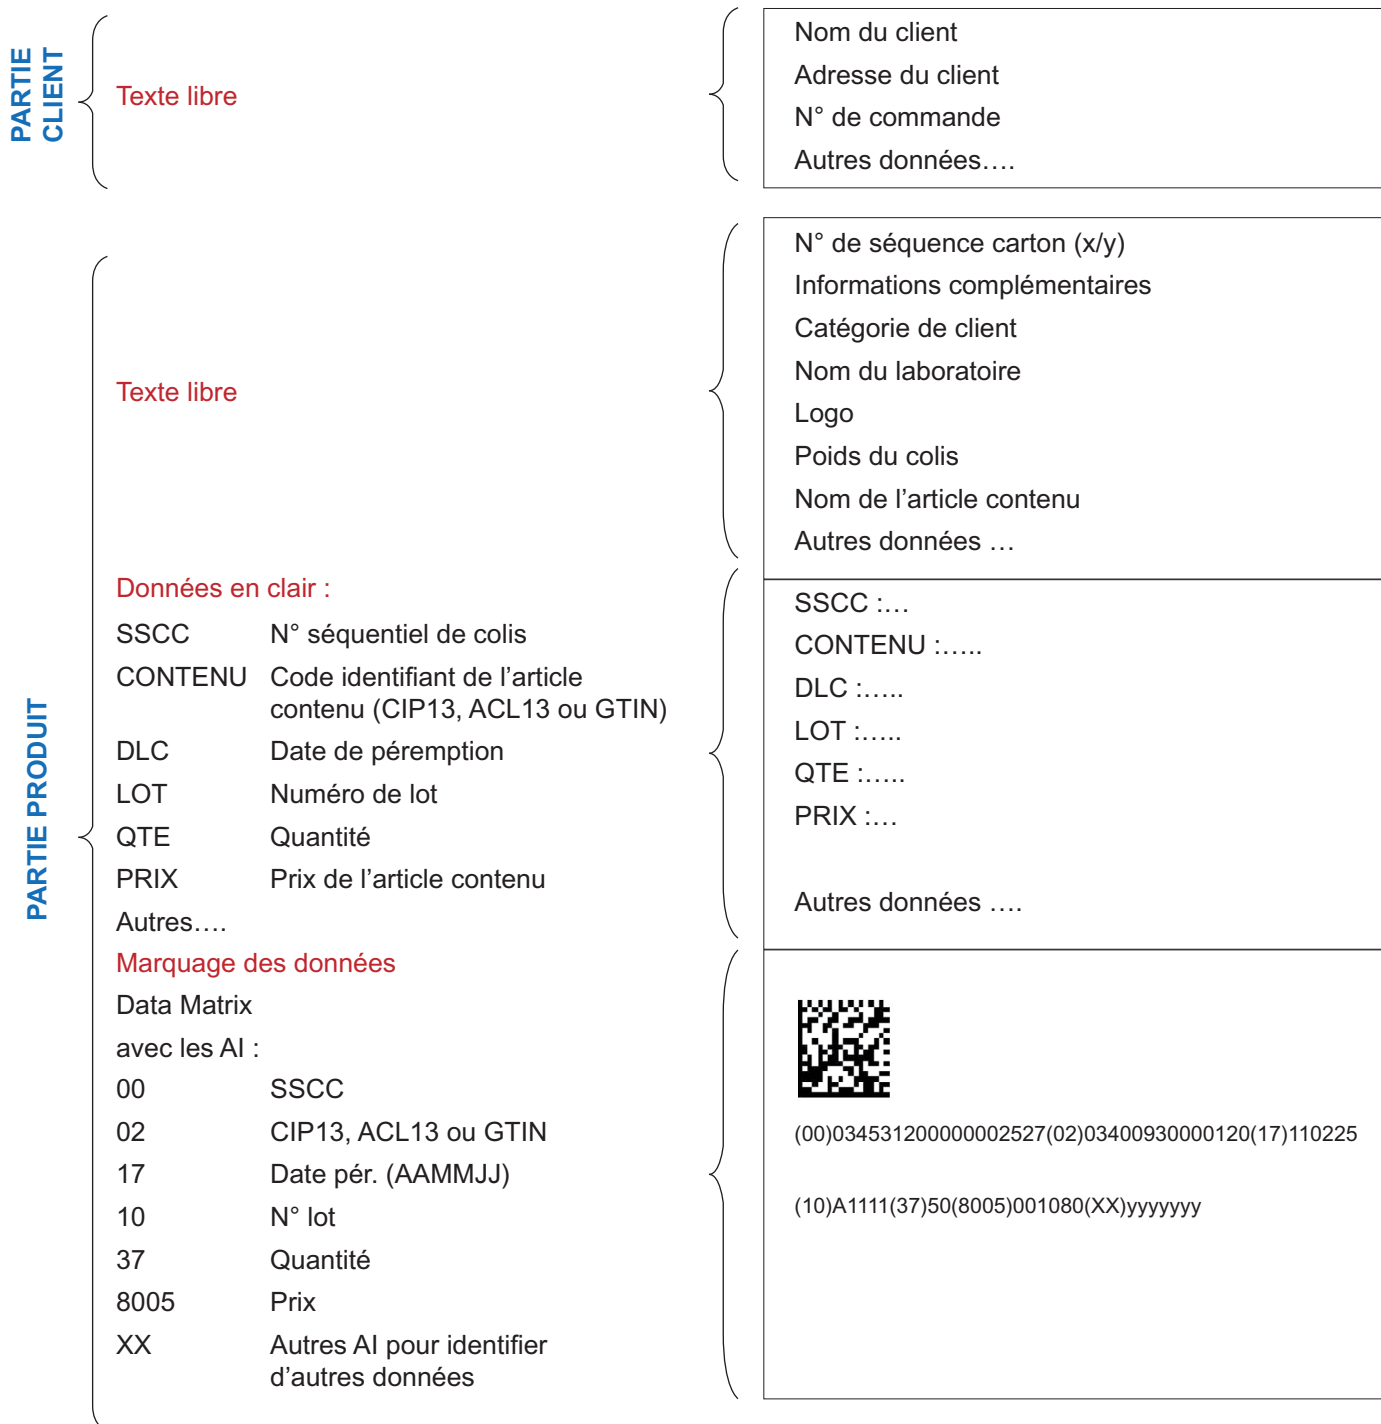 PARTIE
CLIENT
Texte libre
Nom du client
Adresse du client
N° de commande
Autres données….
PARTIE PRODUIT
Texte libre
N° de séquence carton (x/y)
Informations complémentaires
Catégorie de client
Nom du laboratoire
Logo
Poids du colis
Nom de l’article contenu
Autres données …
Données en clair :
SSCC N° séquentiel de colis
CONTENU Code identifiant de l’article
contenu (CIP13, ACL13 ou GTIN)
DLC Date de péremption
LOT Numéro de lot
QTE Quantité
PRIX Prix de l’article contenu
Autres….
SSCC :…
CONTENU :…..
DLC :…..
LOT :…..
QTE :…..
PRIX :…
Autres données ….
Marquage des données
Data Matrix
avec les AI :
00 SSCC
02 CIP13, ACL13 ou GTIN
17 Date pér. (AAMMJJ)
10 N° lot
37 Quantité
8005 Prix
XX Autres AI pour identifier
d’autres données
(00)034531200000002527(02)03400930000120(17)110225
(10)A1111(37)50(8005)001080(XX)yyyyyyy